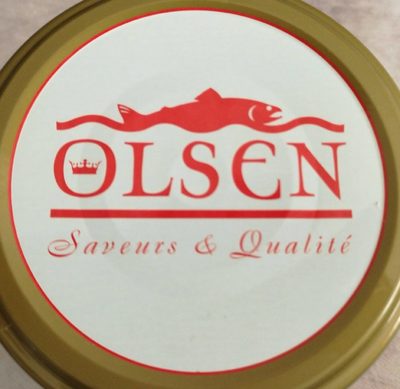 OLSEN
Saveurs & Qualité